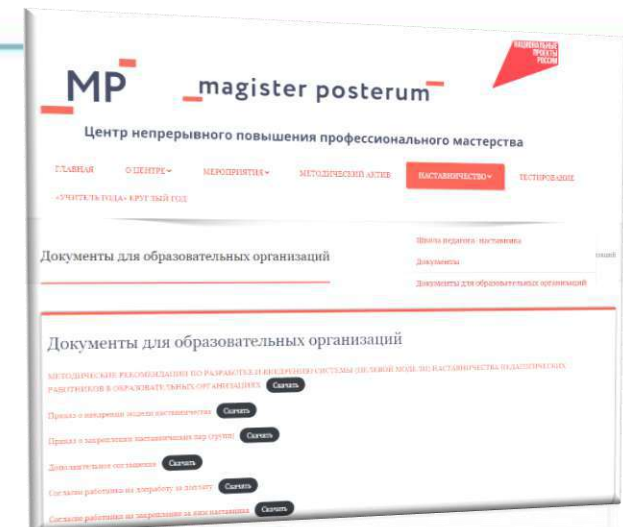 НАЦИОНАЛЬНЫЕ
ПРОЕКТЫ
РОССИИ
MP magister posterum
Центр непрерывного повышения профессионального мастерства
ГЛАВНАЯ О ЦЕНТРЕ МЕРОПРИЯТИЯ МЕТОДИЧЕСКИЙ АКТИВ НАСТАВНИЧЕСТВО ТЕСТИРОВАНИЕ
«УЧИТЕЛЬ ГОДА» КРУГЛЫЙ ГОД
Школа педагога-наставника
Документы для образовательных организаций
Документы
Документы для образовательных организаций
Документы для образовательных организаций
МЕТОДИЧЕСКИЕ РЕКОМЕНДАЦИИ ПО РАЗРАБОТКЕ И ВНЕДРЕНИЮ СИСТЕМЫ (ЦЕЛЕВОЙ МОДЕЛИ) НАСТАВНИЧЕСТВА ПЕДАГОГИЧЕСКИХ
РАБОТНИКОВ В ОБРАЗОВАТЕЛЬНЫХ ОРГАНИЗАЦИЯХ Скачать
Приказ о внедрении модели наставничества Скачать
Приказ о закреплении наставнических пар (групп) Скачать
Дополнительное соглашение Скачать
Согласие работника на доработу за доплату Скачать
Согласие работника на закрепление за ним наставника Скачать